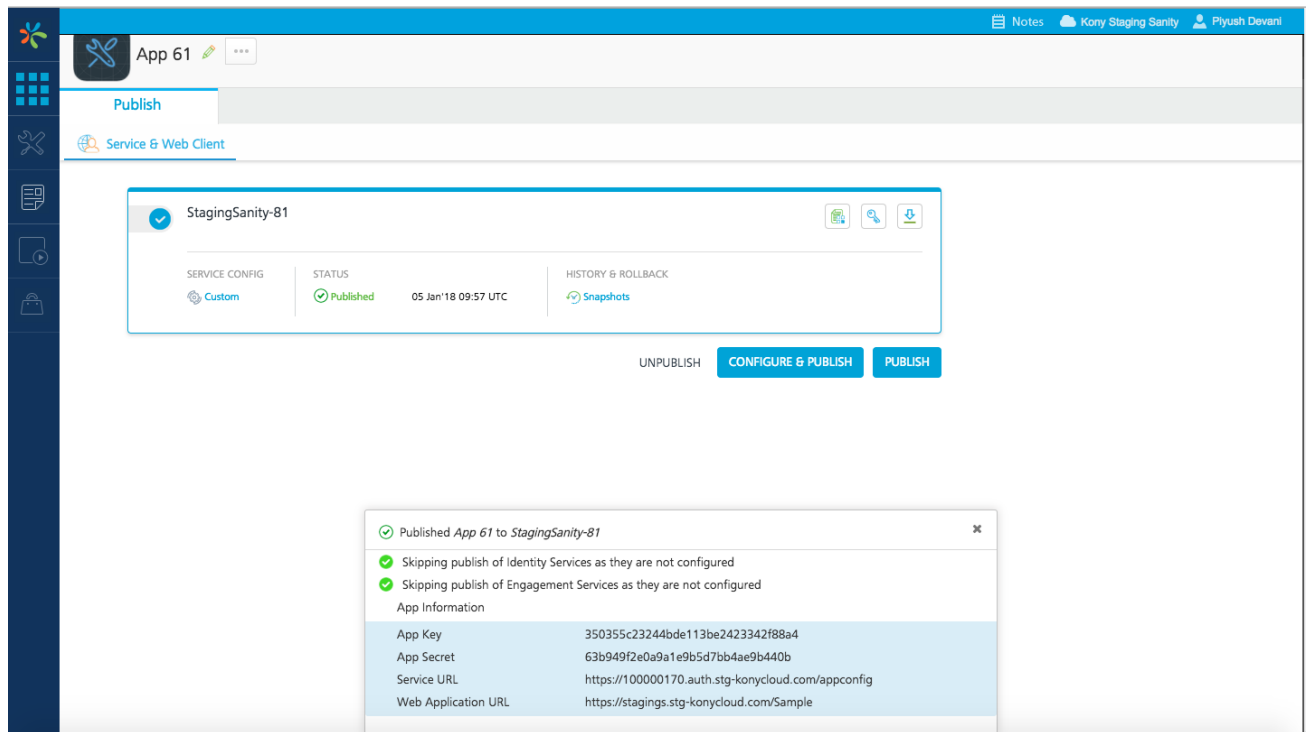 Notes Kony Staging Sanity Piyush Devani
App 61
Publish
Service & Web Client
StagingSanity-81
SERVICE CONFIG STATUS HISTORY & ROLLBACK
Custom Published 05 Jan'18 09:57 UTC Snapshots
UNPUBLISH CONFIGURE & PUBLISH PUBLISH
Published App 61 to StagingSanity-81
Skipping publish of Identity Services as they are not configured
Skipping publish of Engagement Services as they are not configured
App Information
App Key 350355c23244bde113be2423342f88a4
App Secret 63b949f2e0a9a1e9b5d7bb4ae9b440b
Service URL https://100000170.auth.stg-konycloud.com/appconfig
Web Application URL https://stagings.stg-konycloud.com/Sample